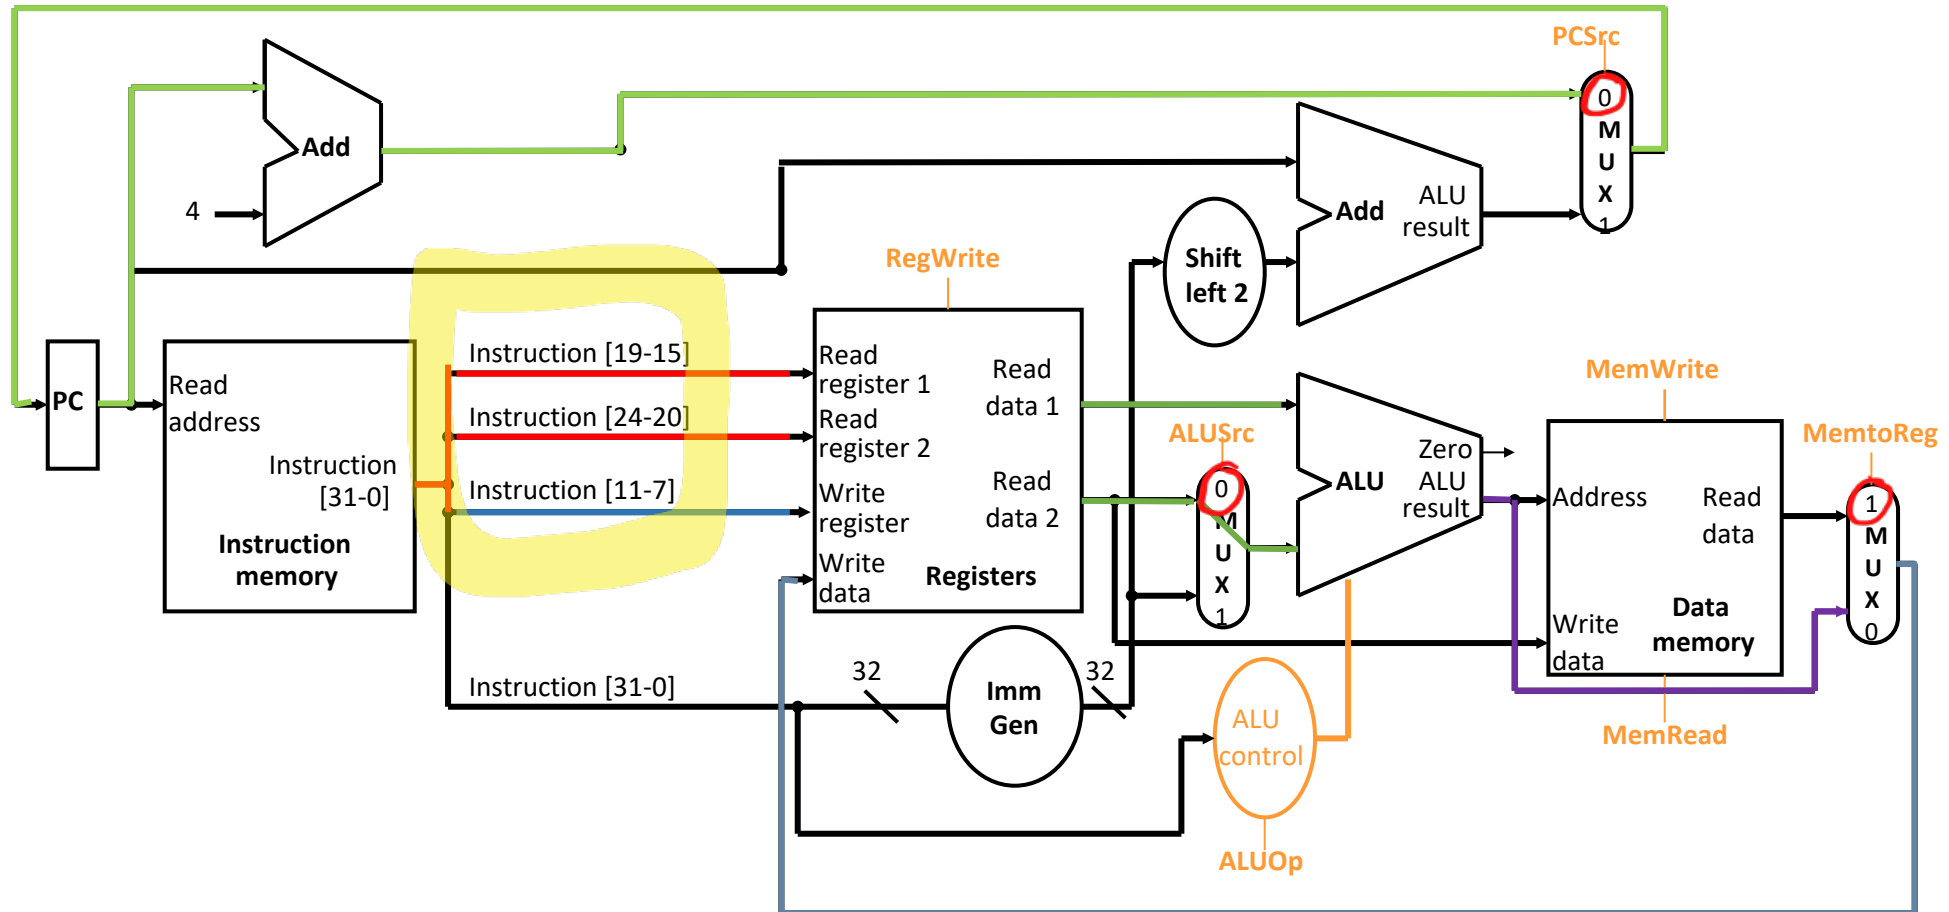 PCSrc
0
M
U
X
1
Add
4
Add
ALU
result
Shift
left 2
RegWrite
PC
Read
address
Instruction
[31-0]
Instruction
memory
Instruction [19-15]
Instruction [24-20]
Instruction [11-7]
Instruction [31-0]
Read
register 1
Read
register 2
Write
register
Write
data
Read
data 1
Read
data 2
Registers
ALUSrc
0
M
U
X
1
Zero
ALU
ALU
result
MemWrite
Address
Read
data
Write
data
Data
memory
MemRead
MemtoReg
1
M
U
X
0
32
Imm
Gen
32
ALU
control
ALUOp